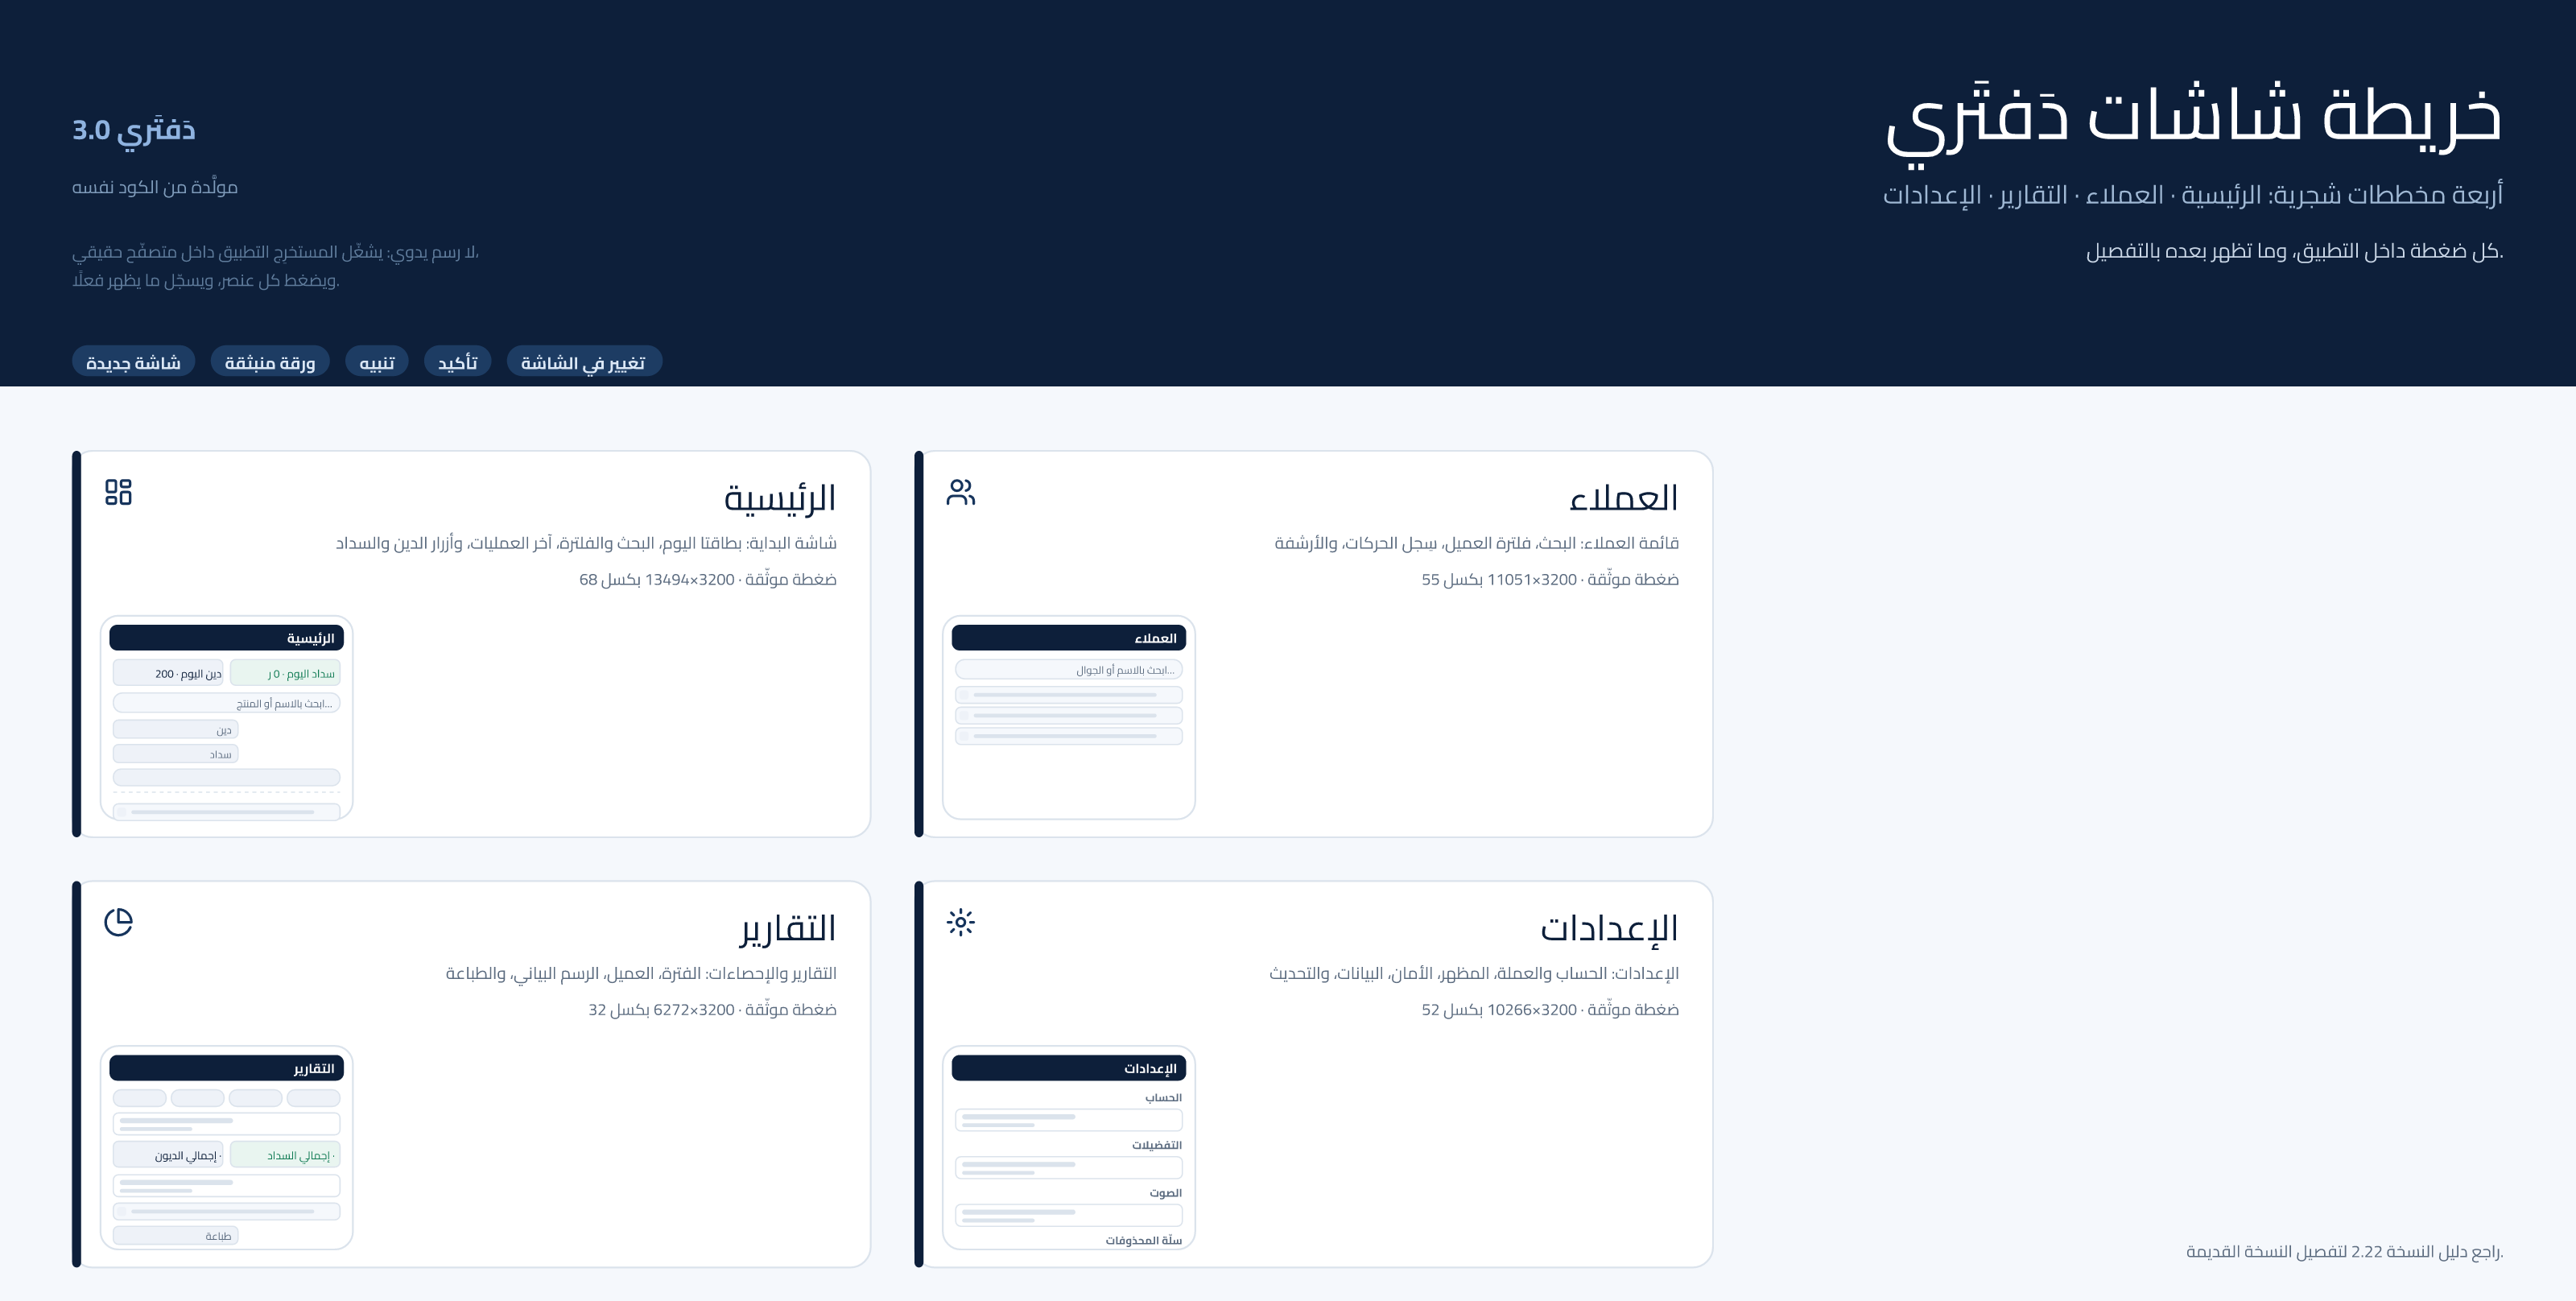 خريطة شاشات دَفتَري
أربعة مخططات شجرية: الرئيسية · العملاء · التقارير · الإعدادات
كل ضغطة داخل التطبيق، وما تظهر بعده بالتفصيل.
دَفتَري 3.0
مولَّدة من الكود نفسه
لا رسم يدوي: يشغّل المستخرِج التطبيق داخل متصفّح حقيقي،
ويضغط كل عنصر، ويسجّل ما يظهر فعلًا.
تغيير في الشاشة
تأكيد
تنبيه
ورقة منبثقة
شاشة جديدة
العملاء
قائمة العملاء: البحث، فلترة العميل، سِجل الحركات، والأرشفة
ضغطة موثّقة · 3200×11051 بكسل 55
العملاء
ابحث بالاسم أو الجوال...
الرئيسية
شاشة البداية: بطاقتا اليوم، البحث والفلترة، آخر العمليات، وأزرار الدين والسداد
ضغطة موثّقة · 3200×13494 بكسل 68
الرئيسية
سداد اليوم · 0 ر
دين اليوم · 200
ابحث بالاسم أو المنتج...
دين
سداد
الإعدادات
الإعدادات: الحساب والعملة، المظهر، الأمان، البيانات، والتحديث
ضغطة موثّقة · 3200×10266 بكسل 52
الإعدادات
الحساب
التفضيلات
الصوت
سلّة المحذوفات
التقارير
التقارير والإحصاءات: الفترة، العميل، الرسم البياني، والطباعة
ضغطة موثّقة · 3200×6272 بكسل 32
التقارير
· إجمالي السداد
· إجمالي الديون
طباعة
راجع دليل النسخة 2.22 لتفصيل النسخة القديمة.